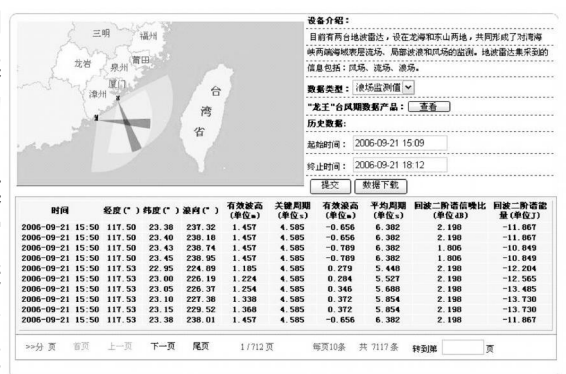 三明
福州
龙岩
莆田
泉州
厦门
漳州
台
湾
省
设备介绍：
目前有两台地波雷达，设在龙海和东山两地，共同形成了对湾海
峡两端海域表层流场、局部波浪和风场的监测。地波雷达集采到的
信息包括：风场、流场、浪场。
数据类型： 浪场监测值
"龙王"台风期数据产品： 查看
历史数据：
起始时间： 2006-09-21 15:09
终止时间： 2006-09-21 18:12
提交 数据下载
时间 经度(°) 纬度(°) 浪向(°) 有效波高(单位m) 关键周期(单位s) 有效浪高(单位m) 平均周期(单位s) 回波二阶谱信噪比(单位dB) 回波二阶谱能量(单位J)
2006-09-21 15:50 117.50 23.38 237.32 1.457 4.585 -0.656 6.382 2.198 -11.867
2006-09-21 15:50 117.50 23.40 238.18 1.457 4.585 -0.656 6.382 2.198 -11.867
2006-09-21 15:50 117.50 23.43 238.74 1.457 4.585 -0.789 6.382 1.806 -10.849
2006-09-21 15:50 117.50 23.45 238.95 1.457 4.585 -0.789 6.382 1.806 -10.849
2006-09-21 15:50 117.53 22.95 224.89 1.185 4.585 0.279 5.448 2.198 -12.204
2006-09-21 15:50 117.53 23.00 226.19 1.224 4.585 0.284 5.527 2.198 -12.565
2006-09-21 15:50 117.53 23.05 226.37 1.254 4.585 0.346 5.688 2.198 -13.485
2006-09-21 15:50 117.53 23.10 227.38 1.338 4.585 0.372 5.854 2.198 -13.730
2006-09-21 15:50 117.53 23.15 229.52 1.368 4.585 0.372 5.854 2.198 -13.730
2006-09-21 15:50 117.53 23.38 238.01 1.457 4.585 -0.656 6.382 2.198 -11.867
>>分 页 首页 上一页 下一页 尾页 1/712页 每页10条 共 7117条 转到第 页